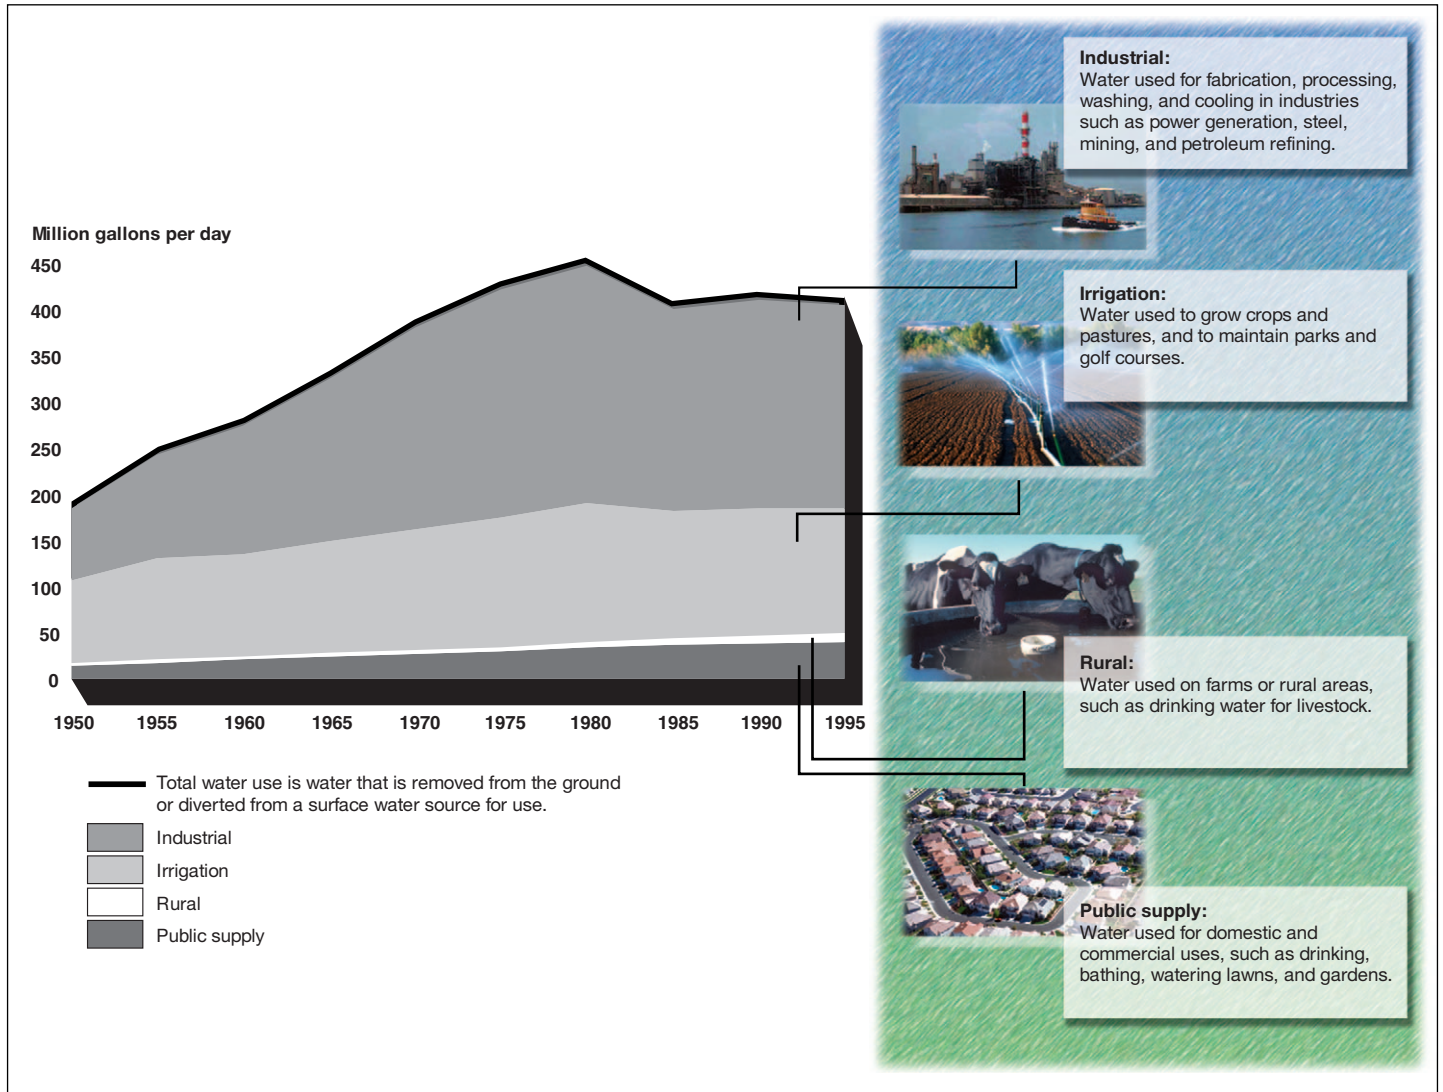 Million gallons per day
450
400
350
300
250
200
150
100
50
0
1950 1955 1960 1965 1970 1975 1980 1985 1990 1995
Total water use is water that is removed from the ground
or diverted from a surface water source for use.
Industrial
Irrigation
Rural
Public supply
Industrial:
Water used for fabrication, processing,
washing, and cooling in industries
such as power generation, steel,
mining, and petroleum refining.
Irrigation:
Water used to grow crops and
pastures, and to maintain parks and
golf courses.
Rural:
Water used on farms or rural areas,
such as drinking water for livestock.
Public supply:
Water used for domestic and
commercial uses, such as drinking,
bathing, watering lawns, and gardens.